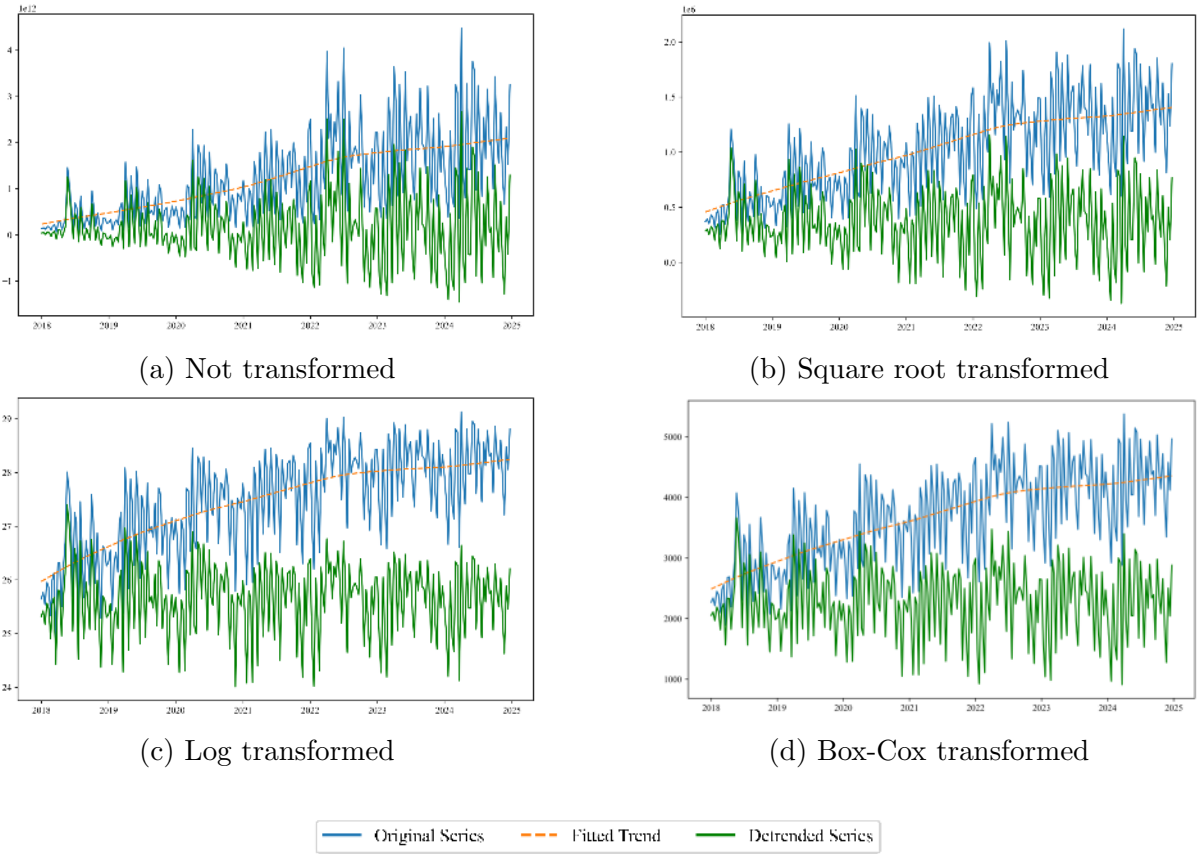 1e12
4
3
2
1
0
−1
2018 2019 2020 2021 2022 2023 2024 2025
(a) Not transformed
1e6
2.0
1.5
1.0
0.5
0.0
2018 2019 2020 2021 2022 2023 2024 2025
(b) Square root transformed
29
28
27
26
25
24
2018 2019 2020 2021 2022 2023 2024 2025
(c) Log transformed
5000
4000
3000
2000
1000
2018 2019 2020 2021 2022 2023 2024 2025
(d) Box-Cox transformed
Original Series Fitted Trend Detrended Series